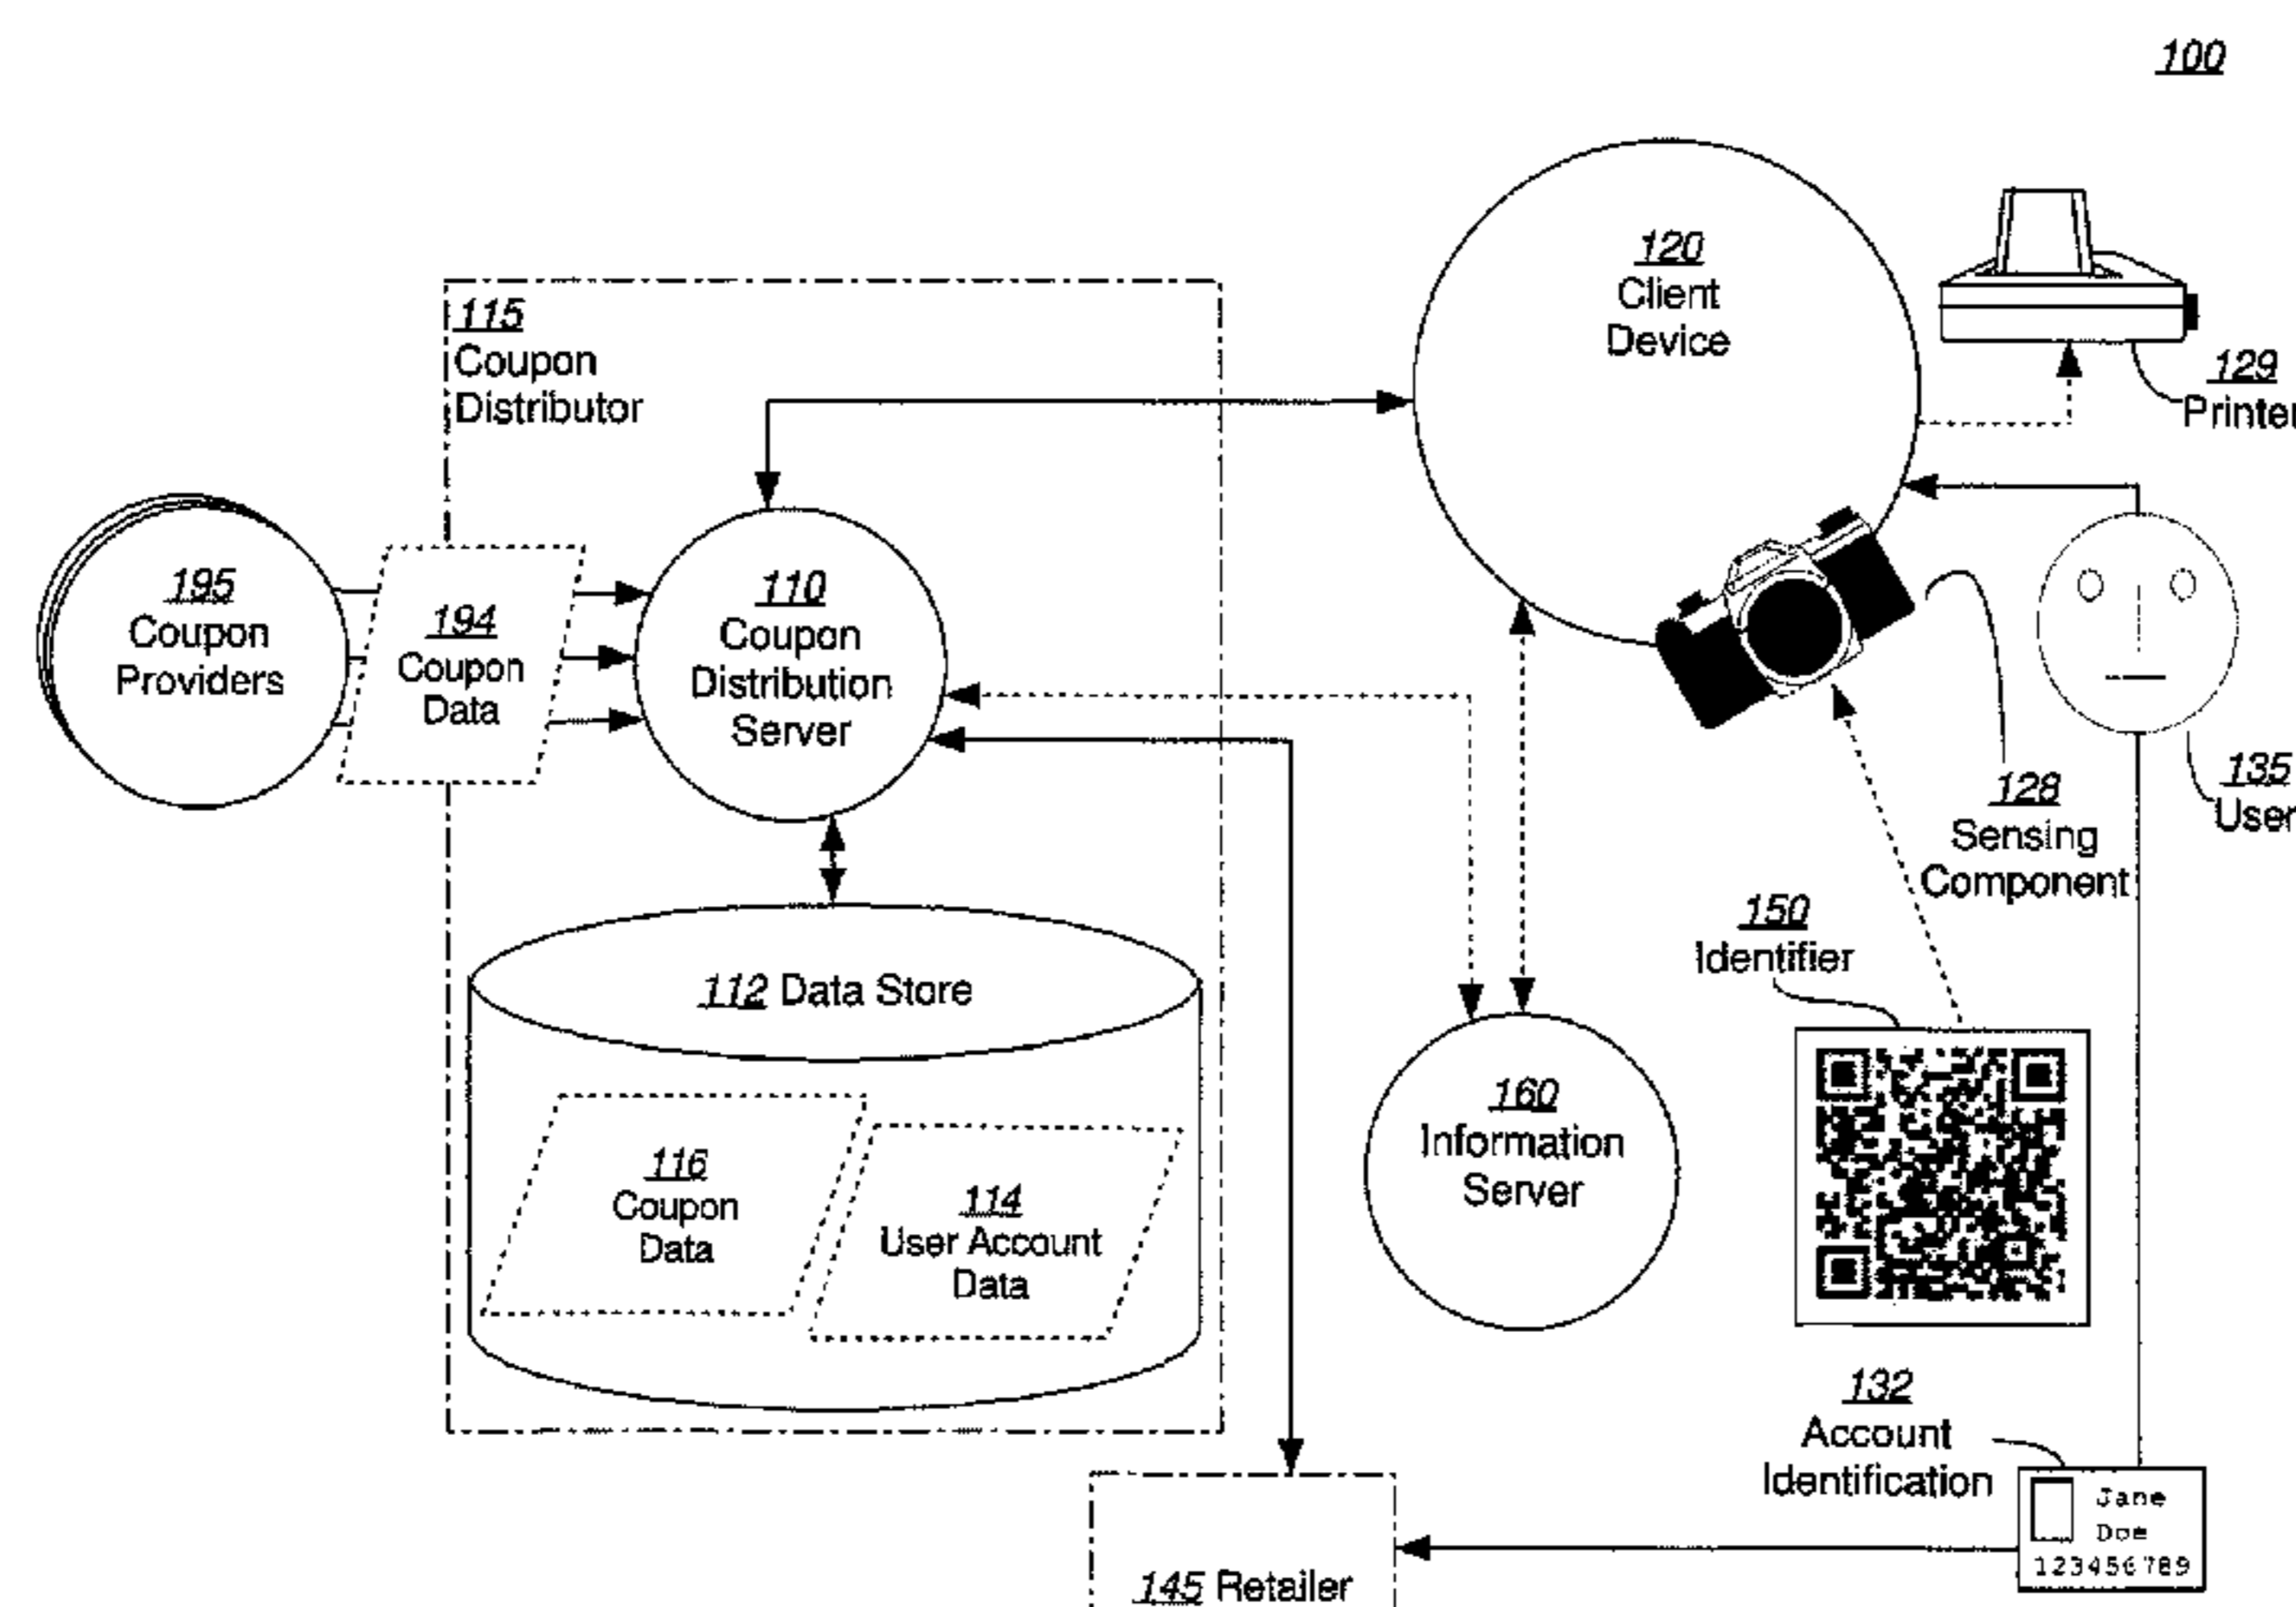 100
120
Client
Device
129
Printer
115
Coupon
Distributor
195
Coupon
Providers
194
Coupon
Data
110
Coupon
Distribution
Server
128
Sensing
Component
135
User
150
Identifier
112 Data Store
116
Coupon
Data
114
User Account
Data
160
Information
Server
132
Account
Identification
Jane
Doe
123456789
145 Retailer